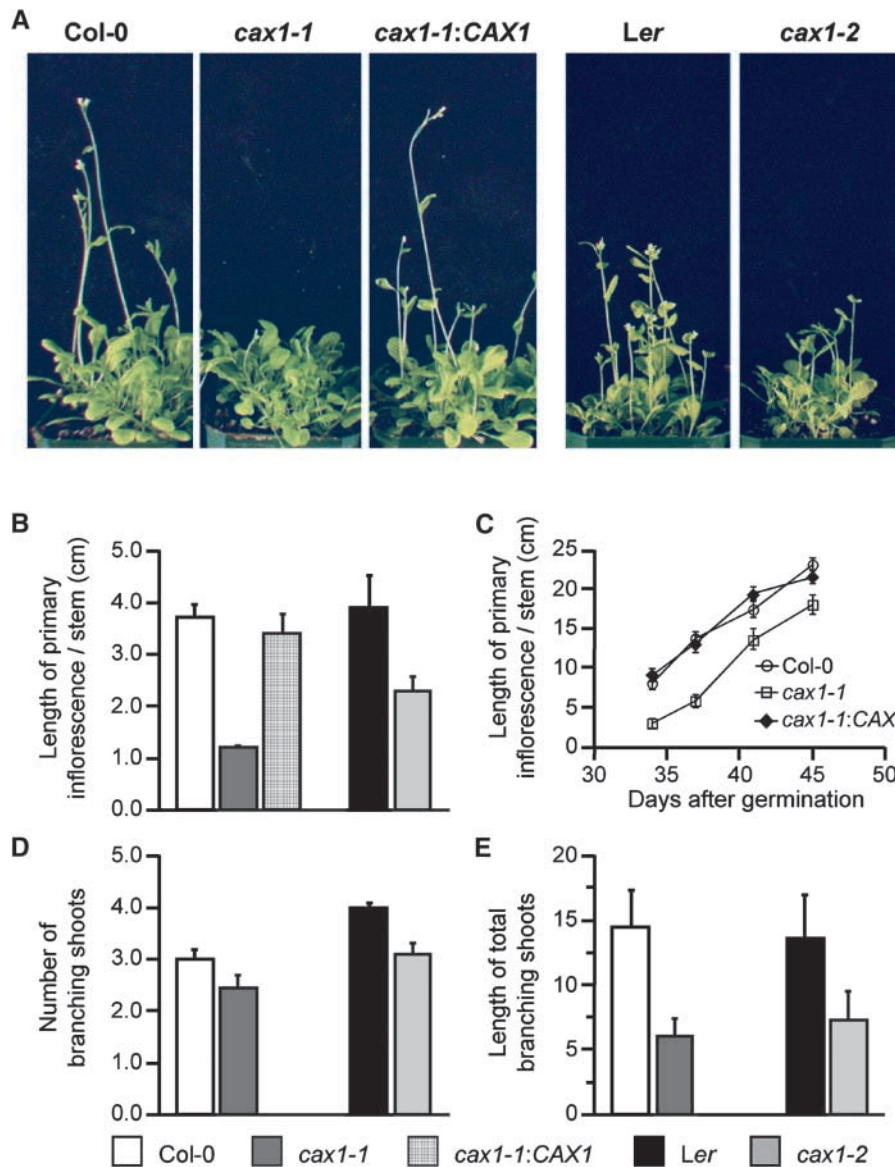 A
Col-0 cax1-1 cax1-1:CAX1 Ler cax1-2
B
Length of primary
inflorescence / stem (cm)
5.0
4.0
3.0
2.0
1.0
0.0
C
Length of primary
inflorescence / stem (cm)
25
20
15
10
5
0
30 35 40 45 50
Days after germination
Col-0
cax1-1
cax1-1:CAX
D
Number of
branching shoots
5.0
4.0
3.0
2.0
1.0
0.0
E
Length of total
branching shoots
20
15
10
5
0
Col-0 cax1-1 cax1-1:CAX1 Ler cax1-2